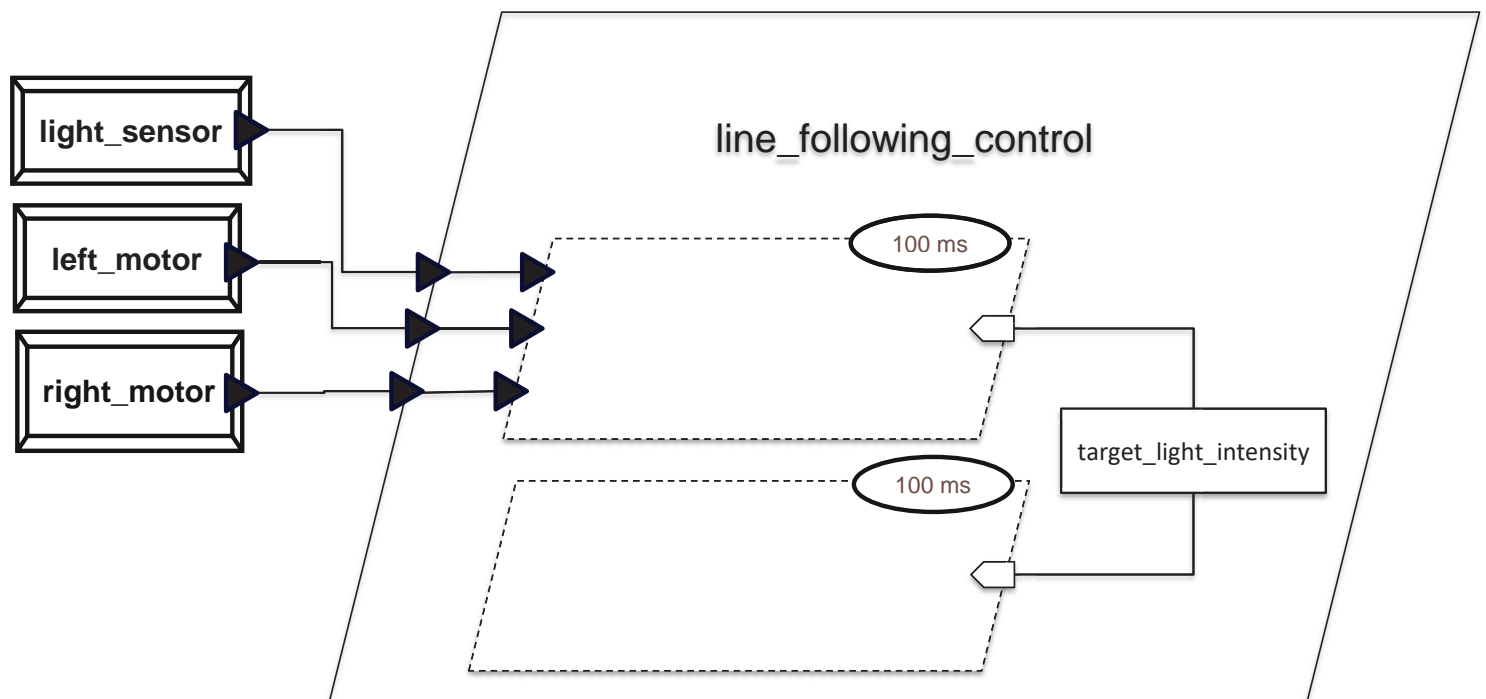 light_sensor
line_following_control
left_motor
100 ms
right_motor
target_light_intensity
100 ms